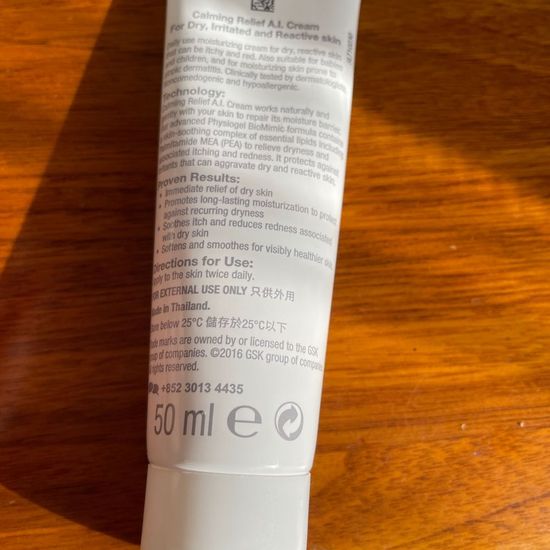 Calming Relief A.I. Cream
For Dry, Irritated and Reactive skin
Daily use moisturizing cream for dry, reactive skin
that can be itchy and red. Also suitable for babies
and children, and for moisturizing skin prone to
atopic dermatitis. Clinically tested by dermatologists,
noncomedogenic and hypoallergenic.
Technology:
Calming Relief A.I. Cream works naturally and
gently with your skin to repair its moisture barrier.
advanced Physiogel BioMimic formula contains
skin-soothing complex of essential lipids including
MEA (PEA) to relieve dryness and
associated itching and redness. It protects against
irritants that can aggravate dry and reactive skin.
Proven Results:
• Immediate relief of dry skin
• Promotes long-lasting moisturization to protect
against recurring dryness
• Soothes itch and reduces redness associated
with dry skin
• Softens and smoothes for visibly healthier skin
Directions for Use:
Apply to the skin twice daily.
FOR EXTERNAL USE ONLY 只供外用
Made in Thailand.
Store below 25°C 儲存於25°C以下
Trade marks are owned by or licensed to the GSK
group of companies. ©2016 GSK group of companies.
All rights reserved.
+852 3013 4435
50 ml e